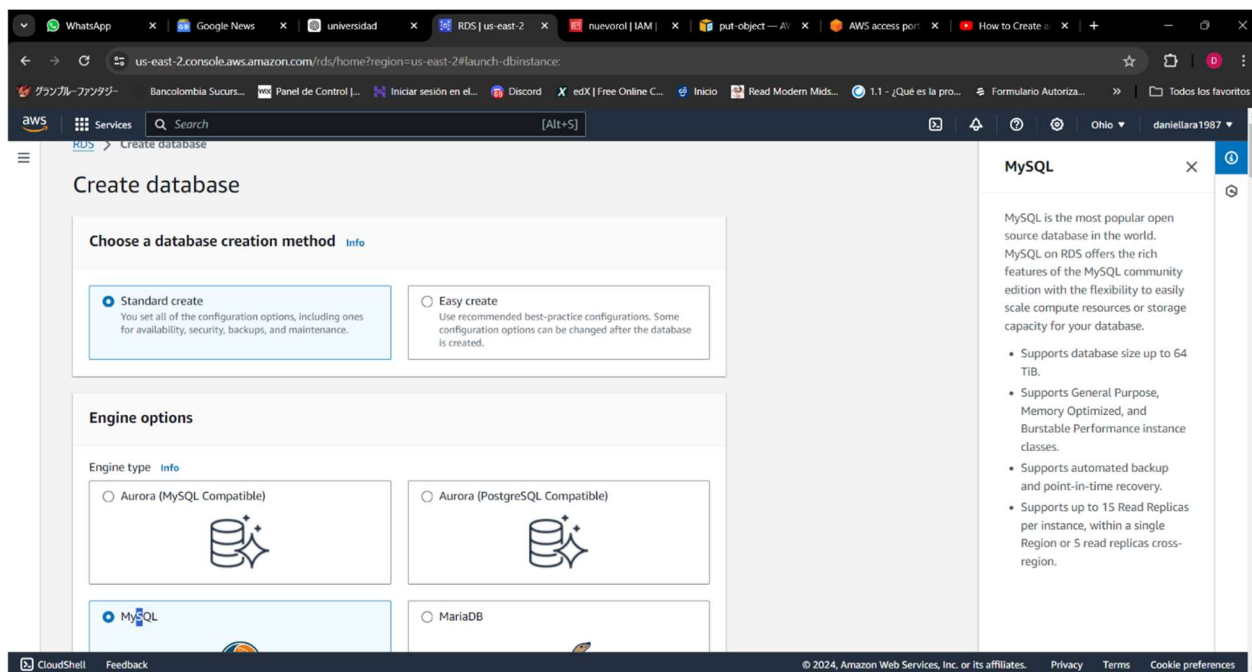 WhatsApp
Google News
universidad
RDS | us-east-2
nuevorol | IAM |
put-object — AV
AWS access port
How to Create a
us-east-2.console.aws.amazon.com/rds/home?region=us-east-2#launch-dbinstance:
D
グランブルーファンタジー
Bancolombia Sucurs...
WIX Panel de Control |...
Iniciar sesión en el...
Discord
edX | Free Online C...
Inicio
Read Modern Mids...
1.1 - ¿Qué es la pro...
Formulario Autoriza...
»
Todos los favoritos
aws
Services
Search
[Alt+S]
Ohio
daniellara1987
RDS > Create database
Create database
Choose a database creation method Info
Standard create
You set all of the configuration options, including ones
for availability, security, backups, and maintenance.
Easy create
Use recommended best-practice configurations. Some
configuration options can be changed after the database
is created.
Engine options
Engine type Info
Aurora (MySQL Compatible)
Aurora (PostgreSQL Compatible)
MySQL
MariaDB
MySQL
MySQL is the most popular open
source database in the world.
MySQL on RDS offers the rich
features of the MySQL community
edition with the flexibility to easily
scale compute resources or storage
capacity for your database.
• Supports database size up to 64
TiB.
• Supports General Purpose,
Memory Optimized, and
Burstable Performance instance
classes.
• Supports automated backup
and point-in-time recovery.
• Supports up to 15 Read Replicas
per instance, within a single
Region or 5 read replicas cross-
region.
CloudShell
Feedback
© 2024, Amazon Web Services, Inc. or its affiliates.
Privacy
Terms
Cookie preferences